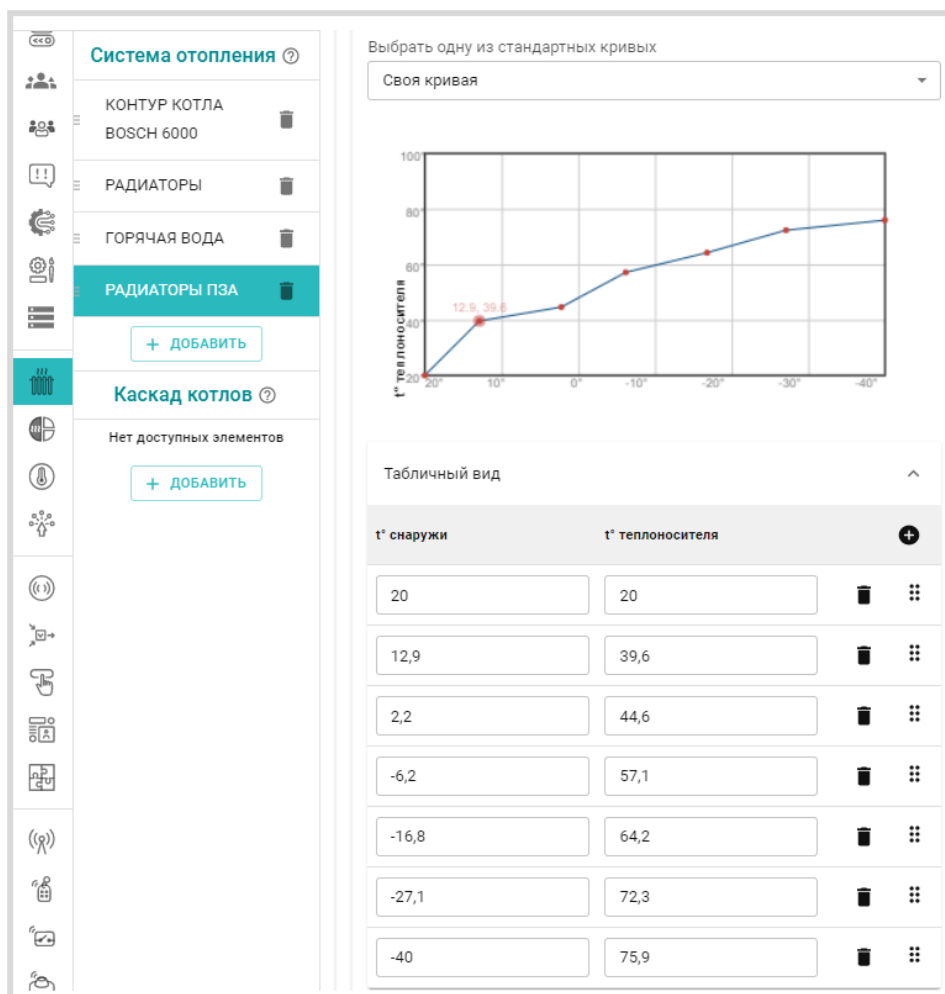 Система отопления
КОНТУР КОТЛА
BOSCH 6000
РАДИАТОРЫ
ГОРЯЧАЯ ВОДА
РАДИАТОРЫ ПЗА
+ ДОБАВИТЬ
Каскад котлов
Нет доступных элементов
+ ДОБАВИТЬ
Выбрать одну из стандартных кривых
Своя кривая
t° теплоносителя
100°
80°
60°
40°
20°
12.9, 39.6
20° 10° 0° -10° -20° -30° -40°
Табличный вид
t° снаружи t° теплоносителя
20 20
12,9 39,6
2,2 44,6
-6,2 57,1
-16,8 64,2
-27,1 72,3
-40 75,9